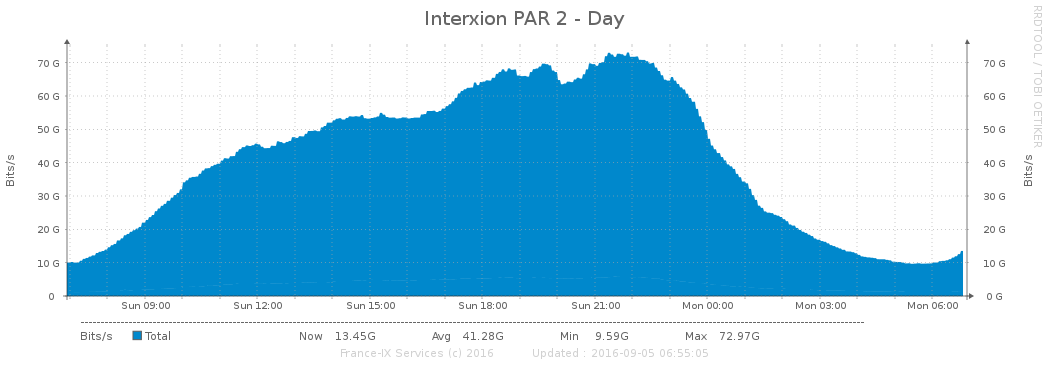 Interxion PAR 2 - Day
RRDTOOL / TOBI OETIKER
Bits/s
Bits/s
70 G 70 G
60 G 60 G
50 G 50 G
40 G 40 G
30 G 30 G
20 G 20 G
10 G 10 G
0 0 G
Sun 09:00 Sun 12:00 Sun 15:00 Sun 18:00 Sun 21:00 Mon 00:00 Mon 03:00 Mon 06:00
Bits/s Total Now 13.45G Avg 41.28G Min 9.59G Max 72.97G
France-IX Services (c) 2016 Updated : 2016-09-05 06:55:05